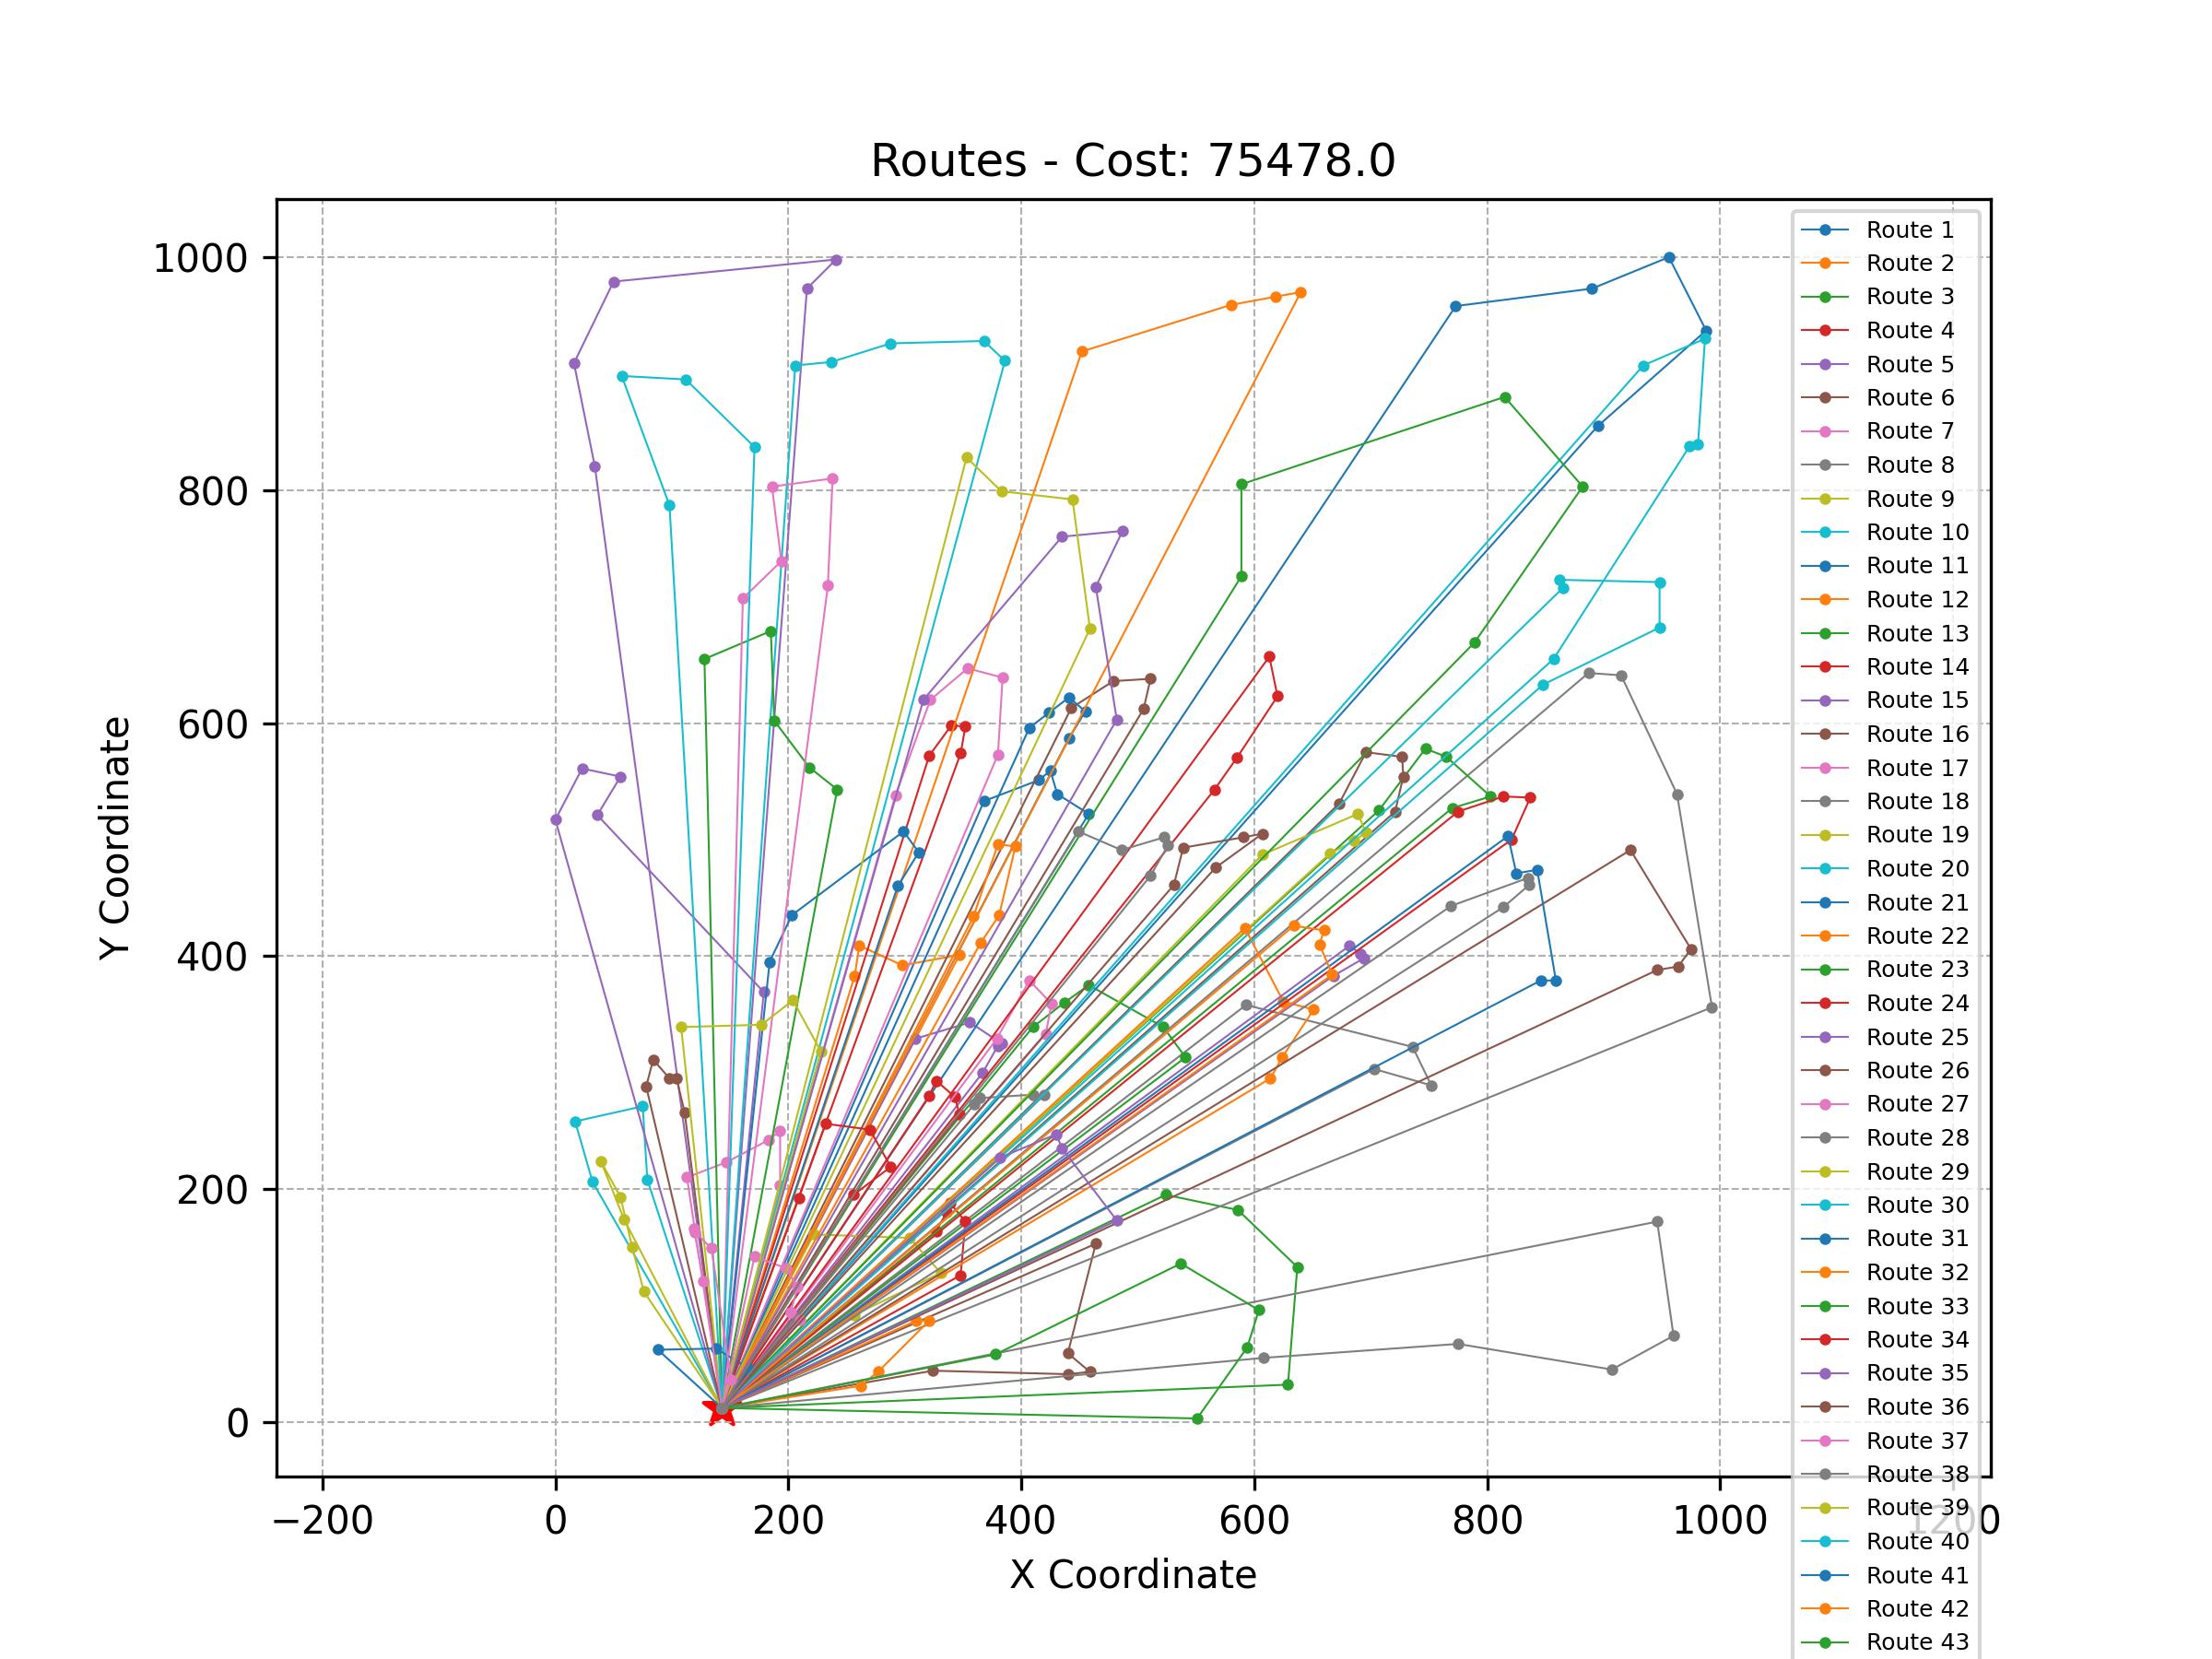 Routes - Cost: 75478.0
1000
800
600
400
200
0
Y Coordinate
−200
0
200
400
600
800
1000
1200
X Coordinate
Route 1
Route 2
Route 3
Route 4
Route 5
Route 6
Route 7
Route 8
Route 9
Route 10
Route 11
Route 12
Route 13
Route 14
Route 15
Route 16
Route 17
Route 18
Route 19
Route 20
Route 21
Route 22
Route 23
Route 24
Route 25
Route 26
Route 27
Route 28
Route 29
Route 30
Route 31
Route 32
Route 33
Route 34
Route 35
Route 36
Route 37
Route 38
Route 39
Route 40
Route 41
Route 42
Route 43